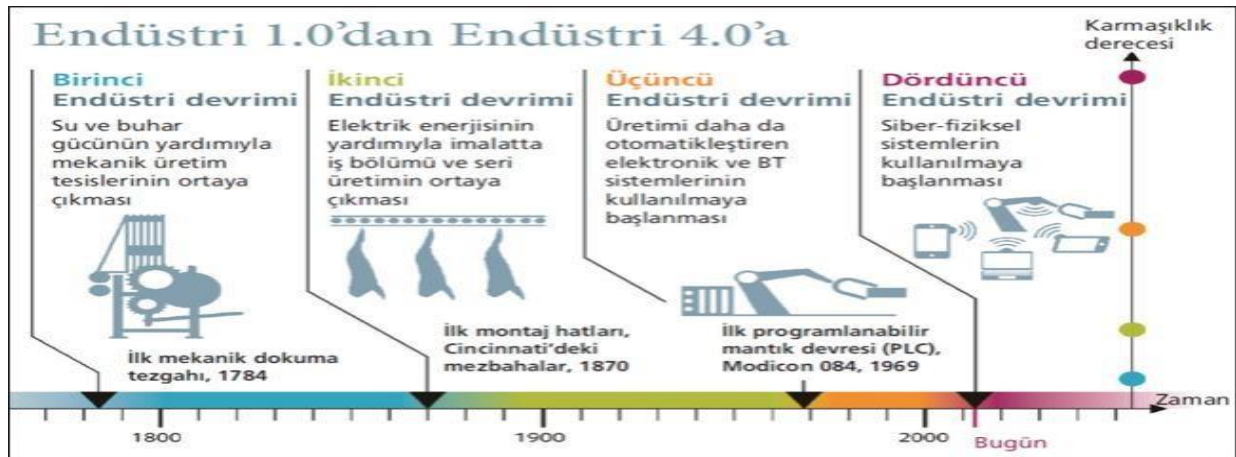 Endüstri 1.0’dan Endüstri 4.0’a
Karmaşıklık
derecesi
Birinci
Endüstri devrimi
Su ve buhar
gücünün yardımıyla
mekanik üretim
tesislerinin ortaya
çıkması
İkinci
Endüstri devrimi
Elektrik enerjisinin
yardımıyla imalatta
iş bölümü ve seri
üretimin ortaya
çıkması
Üçüncü
Endüstri devrimi
Üretimi daha da
otomatikleştiren
elektronik ve BT
sistemlerinin
kullanılmaya
başlanması
Dördüncü
Endüstri devrimi
Siber-fiziksel
sistemlerin
kullanılmaya
başlanması
İlk mekanik dokuma
tezgahı, 1784
İlk montaj hatları,
Cincinnati’deki
mezbahalar, 1870
İlk programlanabilir
mantık devresi (PLC),
Modicon 084, 1969
Zaman
1800
1900
2000
Bugün